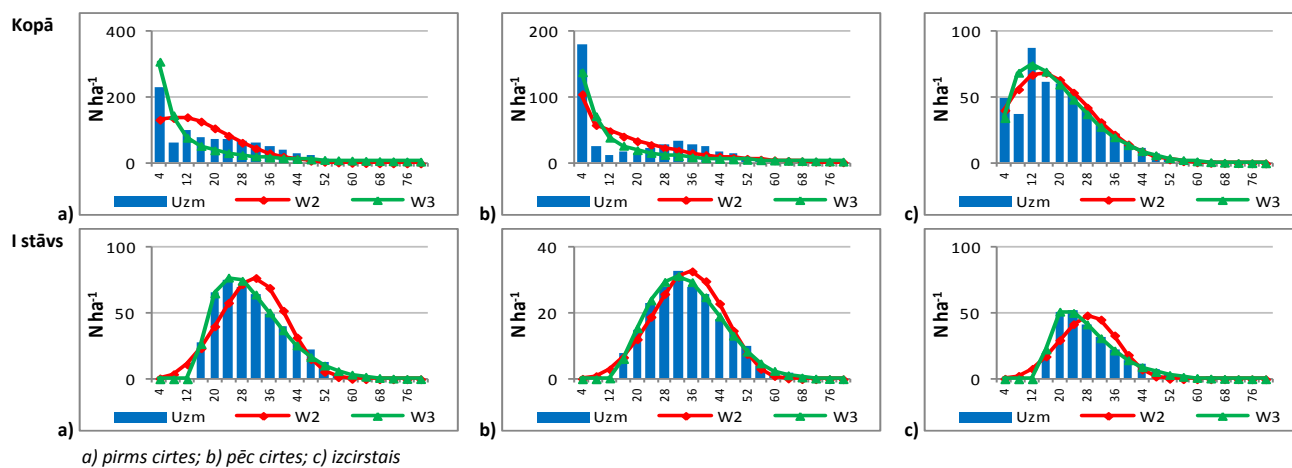 Kopā
N ha-1
400
200
0
4 12 20 28 36 44 52 60 68 76
Uzm W2 W3
a)
N ha-1
200
100
0
4 12 20 28 36 44 52 60 68 76
Uzm W2 W3
b)
N ha-1
100
50
0
4 12 20 28 36 44 52 60 68 76
Uzm W2 W3
c)
I stāvs
N ha-1
100
50
0
4 12 20 28 36 44 52 60 68 76
Uzm W2 W3
a)
N ha-1
40
20
0
4 12 20 28 36 44 52 60 68 76
Uzm W2 W3
b)
N ha-1
100
50
0
4 12 20 28 36 44 52 60 68 76
Uzm W2 W3
c)
a) pirms cirtes; b) pēc cirtes; c) izcirstais